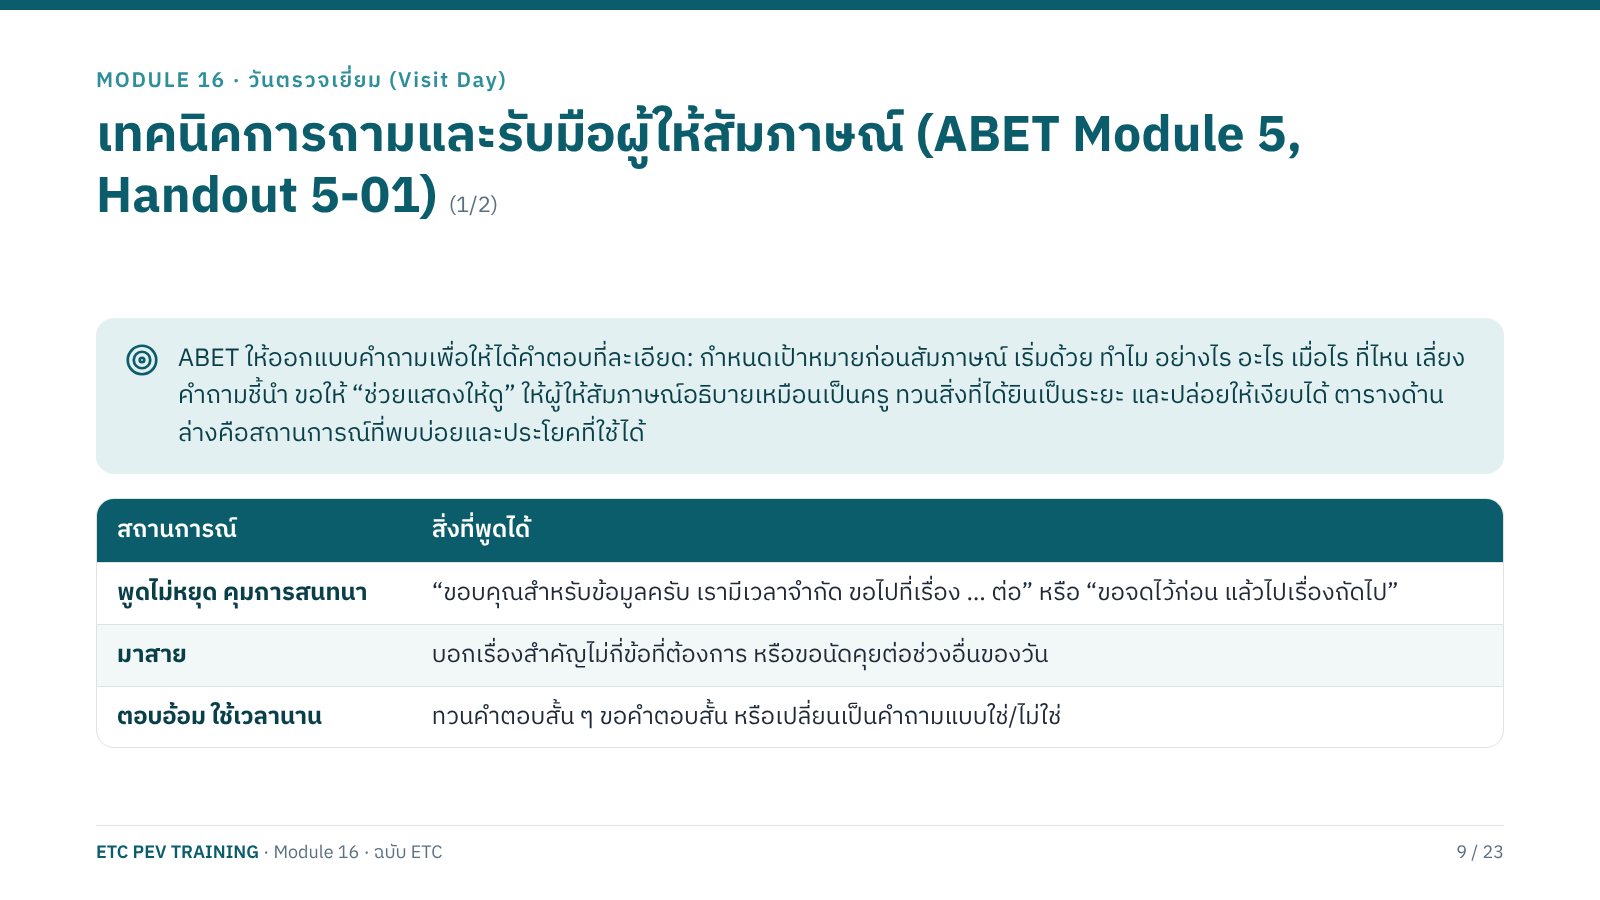 MODULE 16 · วันตรวจเยี่ยม (Visit Day)
เทคนิคการถามและรับมือผู้ให้สัมภาษณ์ (ABET Module 5,
Handout 5-01) (1/2)
ABET ให้ออกแบบคำถามเพื่อให้ได้คำตอบที่ละเอียด: กำหนดเป้าหมายก่อนสัมภาษณ์ เริ่มด้วย ทำไม อย่างไร อะไร เมื่อไร ที่ไหน เลี่ยง
คำถามชี้นำ ขอให้ “ช่วยแสดงให้ดู” ให้ผู้ให้สัมภาษณ์อธิบายเหมือนเป็นครู ทวนสิ่งที่ได้ยินเป็นระยะ และปล่อยให้เงียบได้ ตารางด้าน
ล่างคือสถานการณ์ที่พบบ่อยและประโยคที่ใช้ได้
สถานการณ์ สิ่งที่พูดได้
พูดไม่หยุด คุมการสนทนา “ขอบคุณสำหรับข้อมูลครับ เรามีเวลาจำกัด ขอไปที่เรื่อง ... ต่อ” หรือ “ขอจดไว้ก่อน แล้วไปเรื่องถัดไป”
มาสาย บอกเรื่องสำคัญไม่กี่ข้อที่ต้องการ หรือขอนัดคุยต่อช่วงอื่นของวัน
ตอบอ้อม ใช้เวลานาน ทวนคำตอบสั้น ๆ ขอคำตอบสั้น หรือเปลี่ยนเป็นคำถามแบบใช่/ไม่ใช่
ETC PEV TRAINING · Module 16 · ฉบับ ETC 9 / 23